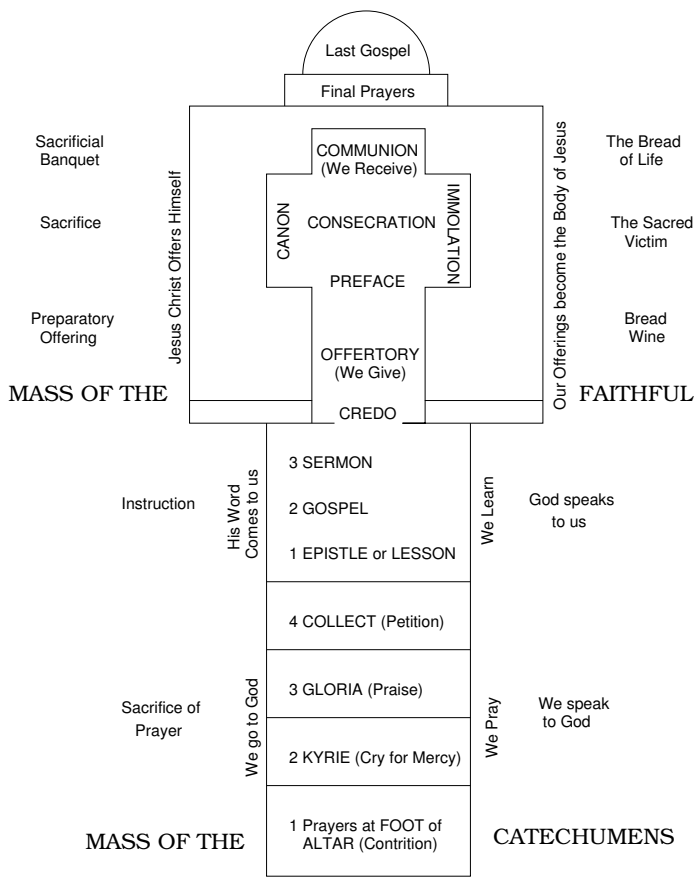 Last Gospel
Final Prayers
Sacrificial
Banquet
COMMUNION
(We Receive)
The Bread
of Life
Jesus Christ Offers Himself
Our Offerings become the Body of Jesus
Sacrifice
CANON
CONSECRATION
IMMOLATION
The Sacred
Victim
PREFACE
Preparatory
Offering
OFFERTORY
(We Give)
Bread
Wine
MASS OF THE
FAITHFUL
CREDO
3 SERMON
Instruction
His Word
Comes to us
2 GOSPEL
We Learn
God speaks
to us
1 EPISTLE or LESSON
4 COLLECT (Petition)
Sacrifice of
Prayer
We go to God
3 GLORIA (Praise)
We Pray
We speak
to God
2 KYRIE (Cry for Mercy)
MASS OF THE
1 Prayers at FOOT of
ALTAR (Contrition)
CATECHUMENS